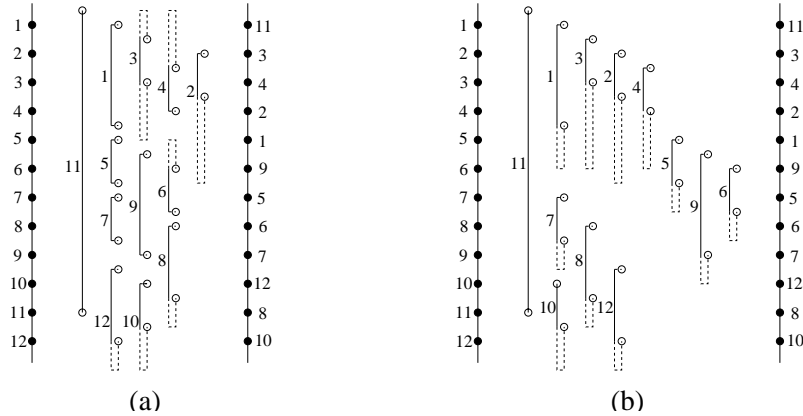 1 11 1 11
2 3 3 2 3 3
3 1 4 2 4 3 1 2 4 4
4 2 4 2
5 1 5 1
6 11 5 6 9 6 11 5 9
7 9 5 7 9 6 5
8 7 6 8 7 6
9 8 7 9 8 7
10 12 10 12
11 12 10 8 11 10 12 8
12 10 12 10
(a) (b)